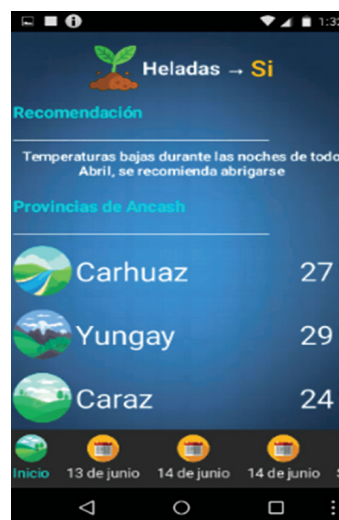 Heladas → Si
Recomendación
Temperaturas bajas durante las noches de todo
Abril, se recomienda abrigarse
Provincias de Ancash
Carhuaz 27
Yungay 29
Caraz 24
Inicio 13 de junio 14 de junio 14 de junio